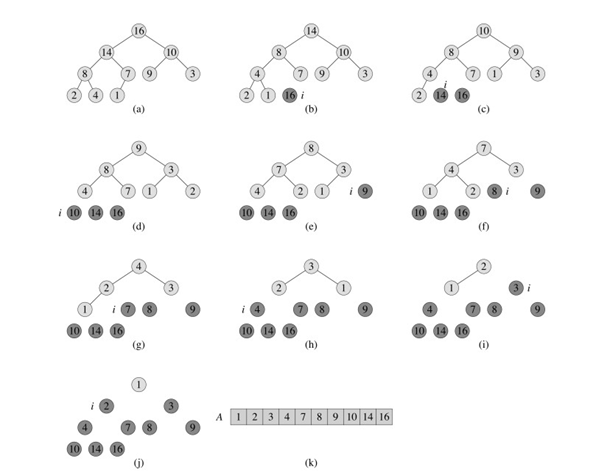 16
14 10
8 7 9 3
2 4 1
(a)
14
8 10
4 7 9 3
2 1 16 i
(b)
10
8 9
4 7 1 3
i
2 14 16
(c)
9
8 3
4 7 1 2
i 10 14 16
(d)
8
7 3
4 2 1 i 9
10 14 16
(e)
7
4 3
1 2 8 i 9
10 14 16
(f)
4
2 3
1 i 7 8 9
10 14 16
(g)
3
2 1
i 4 7 8 9
10 14 16
(h)
2
1 3 i
4 7 8 9
10 14 16
(i)
1
i 2 3
4 7 8 9
10 14 16
(j)
A 1 2 3 4 7 8 9 10 14 16
(k)